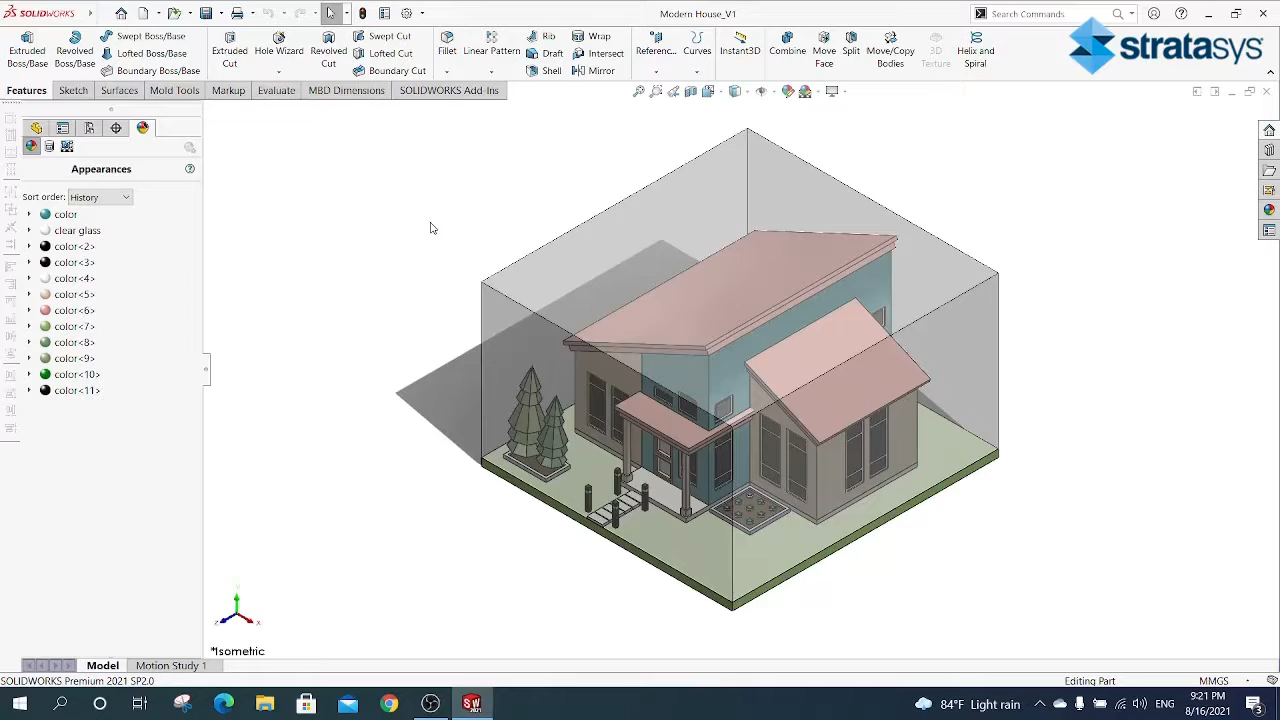 SOLIDWORKS
Modern House_V1
Search Commands
stratasys
Extruded Boss/Base
Revolved Boss/Base
Swept Boss/Base
Lofted Boss/Base
Boundary Boss/Base
Extruded Cut
Hole Wizard
Revolved Cut
Boundary Cut
Fillet
Linear Pattern
Rib
Draft
Shell
Wrap
Intersect
Mirror
Referenc...
Curves
Instant3D
Combine
Move Face
Split
Move/Copy Bodies
3D Texture
Helix and Spiral
Features
Sketch
Surfaces
Mold Tools
Markup
Evaluate
MBD Dimensions
SOLIDWORKS Add-Ins
Appearances
Sort order: History
color
clear glass
color<2>
color<3>
color<4>
color<5>
color<6>
color<7>
color<8>
color<9>
color<10>
color<11>
*Isometric
Model
Motion Study 1
SOLIDWORKS Premium 2021 SP2.0
Editing Part
MMGS
84°F Light rain
ENG
9:21 PM
8/16/2021